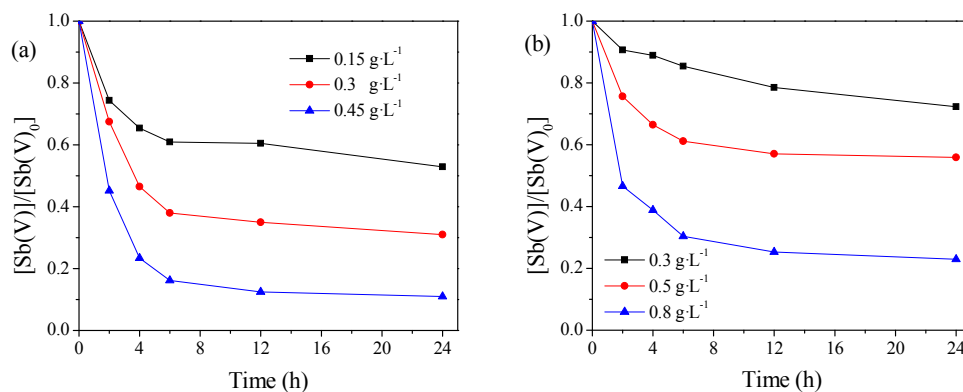 (a)
[Sb(V)]/[Sb(V)₀]
1.0
0.8
0.6
0.4
0.2
0.0
0.15 g·L⁻¹
0.3 g·L⁻¹
0.45 g·L⁻¹
0 4 8 12 16 20 24
Time (h)
(b)
[Sb(V)]/[Sb(V)₀]
1.0
0.8
0.6
0.4
0.2
0.0
0.3 g·L⁻¹
0.5 g·L⁻¹
0.8 g·L⁻¹
0 4 8 12 16 20 24
Time (h)